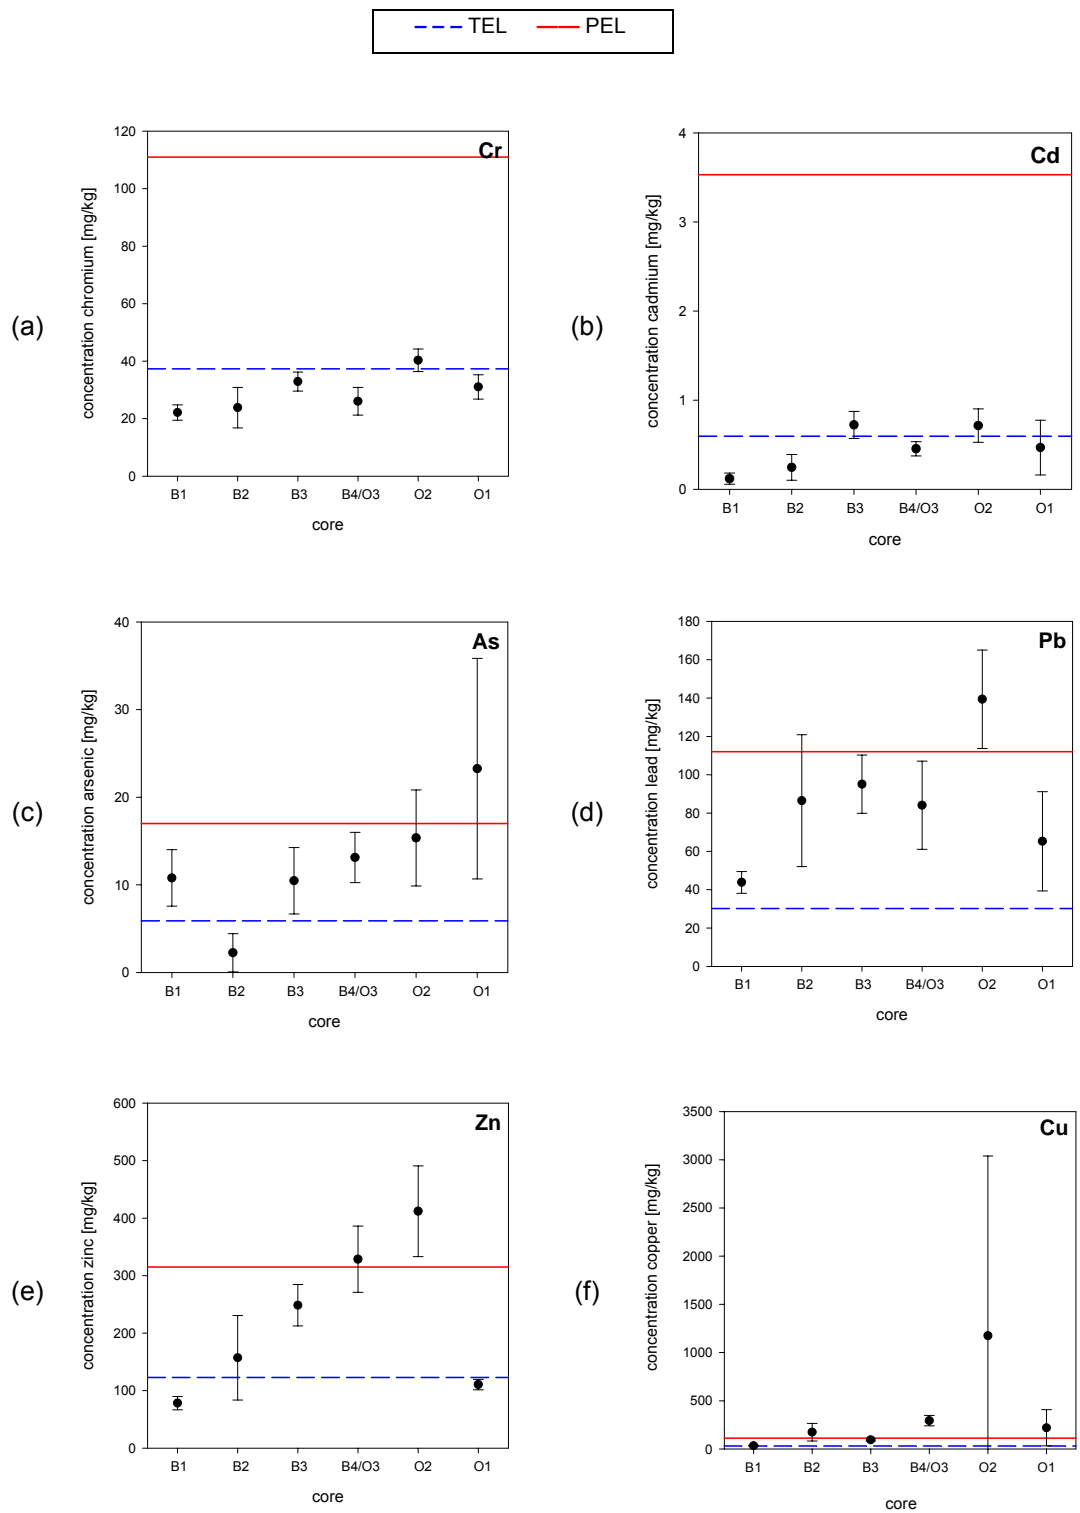 TEL PEL
(a)
concentration chromium [mg/kg]
Cr
120
100
80
60
40
20
0
B1 B2 B3 B4/O3 O2 O1
core
(b)
concentration cadmium [mg/kg]
Cd
4
3
2
1
0
B1 B2 B3 B4/O3 O2 O1
core
(c)
concentration arsenic [mg/kg]
As
40
30
20
10
0
B1 B2 B3 B4/O3 O2 O1
core
(d)
concentration lead [mg/kg]
Pb
180
160
140
120
100
80
60
40
20
0
B1 B2 B3 B4/O3 O2 O1
core
(e)
concentration zinc [mg/kg]
Zn
600
500
400
300
200
100
0
B1 B2 B3 B4/O3 O2 O1
core
(f)
concentration copper [mg/kg]
Cu
3500
3000
2500
2000
1500
1000
500
0
B1 B2 B3 B4/O3 O2 O1
core